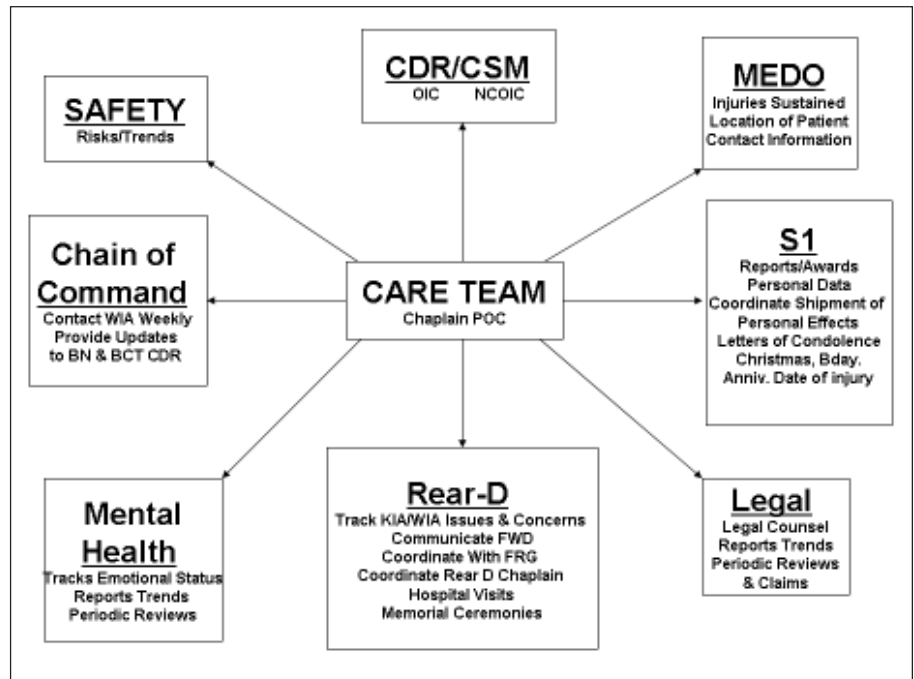 CDR/CSM
OIC NCOIC
SAFETY
Risks/Trends
MEDO
Injuries Sustained
Location of Patient
Contact Information
Chain of
Command
Contact WIA Weekly
Provide Updates
to BN & BCT CDR
CARE TEAM
Chaplain POC
S1
Reports/Awards
Personal Data
Coordinate Shipment of
Personal Effects
Letters of Condolence
Christmas, Bday.
Anniv. Date of injury
Mental
Health
Tracks Emotional Status
Reports Trends
Periodic Reviews
Rear-D
Track KIA/WIA Issues & Concerns
Communicate FWD
Coordinate With FRG
Coordinate Rear D Chaplain
Hospital Visits
Memorial Ceremonies
Legal
Legal Counsel
Reports Trends
Periodic Reviews
& Claims